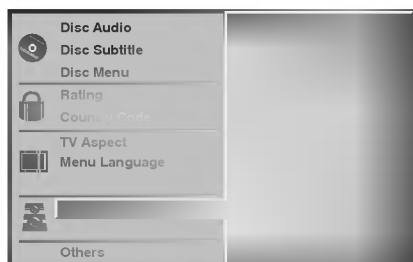 Disc Audio
Disc Subtitle
Disc Menu
Rating
Country Code
TV Aspect
Menu Language
Others